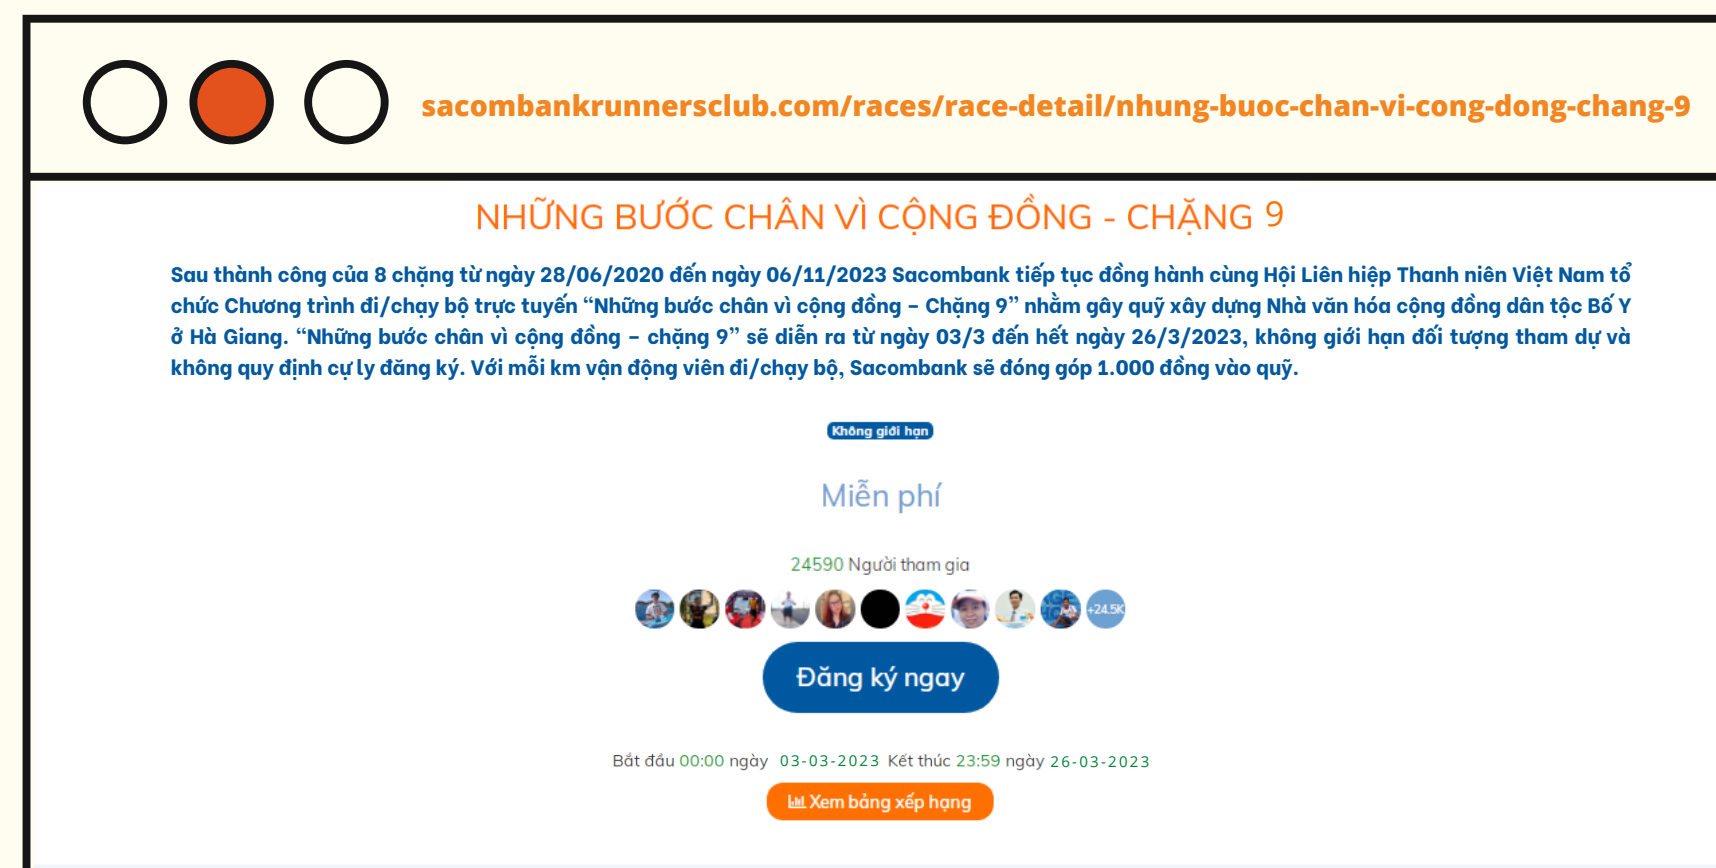 sacombankrunnersclub.com/races/race-detail/nhung-buoc-chan-vi-cong-dong-chang-9
NHỮNG BƯỚC CHÂN VÌ CỘNG ĐỒNG - CHẶNG 9
Sau thành công của 8 chặng từ ngày 28/06/2020 đến ngày 06/11/2023 Sacombank tiếp tục đồng hành cùng Hội Liên hiệp Thanh niên Việt Nam tổ
chức Chương trình đi/chạy bộ trực tuyến “Những bước chân vì cộng đồng – Chặng 9” nhằm gây quỹ xây dựng Nhà văn hóa cộng đồng dân tộc Bố Y
ở Hà Giang. “Những bước chân vì cộng đồng – chặng 9” sẽ diễn ra từ ngày 03/3 đến hết ngày 26/3/2023, không giới hạn đối tượng tham dự và
không quy định cự ly đăng ký. Với mỗi km vận động viên đi/chạy bộ, Sacombank sẽ đóng góp 1.000 đồng vào quỹ.
Không giới hạn
Miễn phí
24590 Người tham gia
+24.5K
Đăng ký ngay
Bắt đầu 00:00 ngày 03-03-2023 Kết thúc 23:59 ngày 26-03-2023
Xem bảng xếp hạng